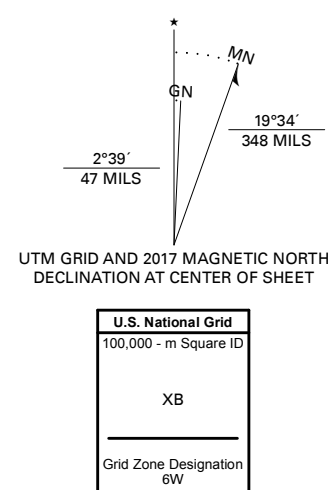 ★
MN
GN
19°34´
348 MILS
2°39´
47 MILS
UTM GRID AND 2017 MAGNETIC NORTH
DECLINATION AT CENTER OF SHEET
U.S. National Grid
100,000 - m Square ID
XB
Grid Zone Designation
6W